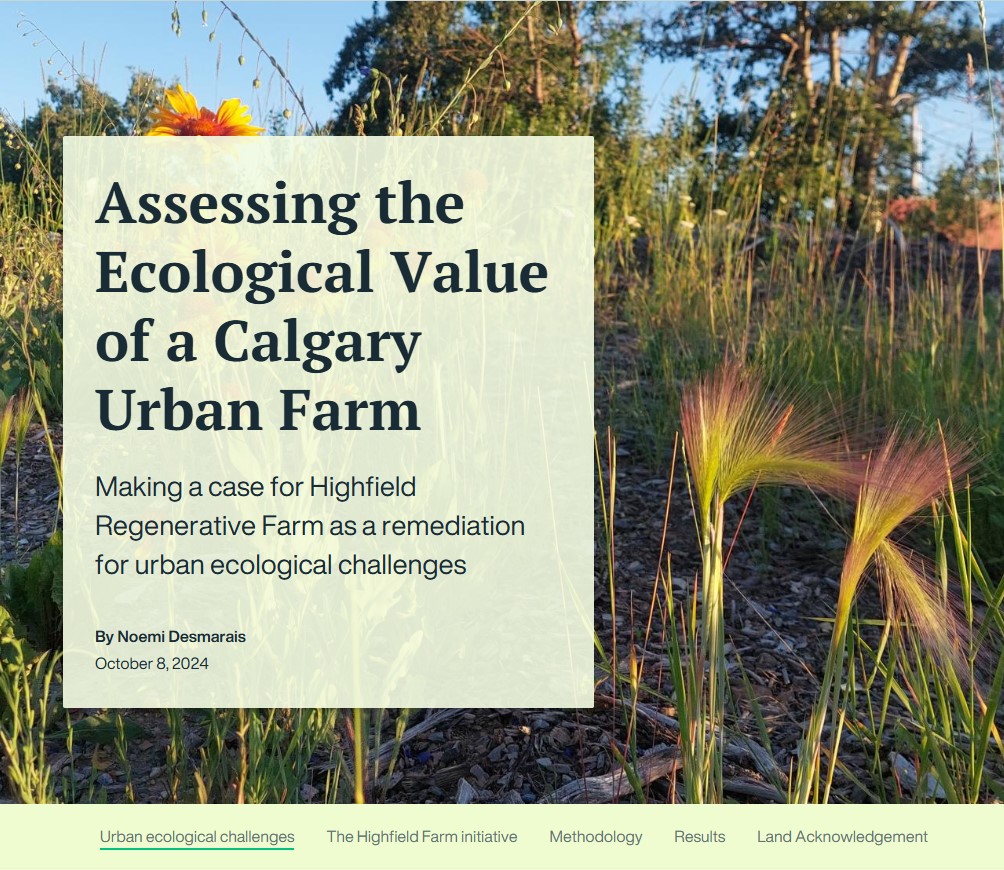 Assessing the
Ecological Value
of a Calgary
Urban Farm
Making a case for Highfield
Regenerative Farm as a remediation
for urban ecological challenges
By Noemi Desmarais
October 8, 2024
Urban ecological challenges
The Highfield Farm initiative
Methodology
Results
Land Acknowledgement